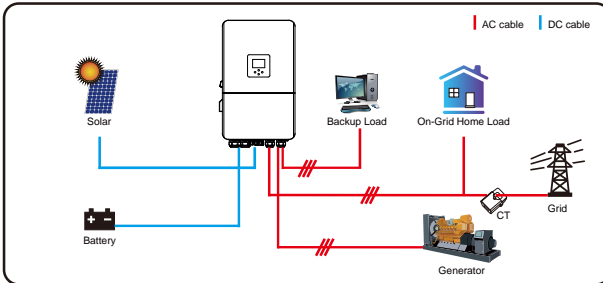 AC cable
DC cable
Solar
Backup Load
On-Grid Home Load
Battery
CT
Grid
Generator